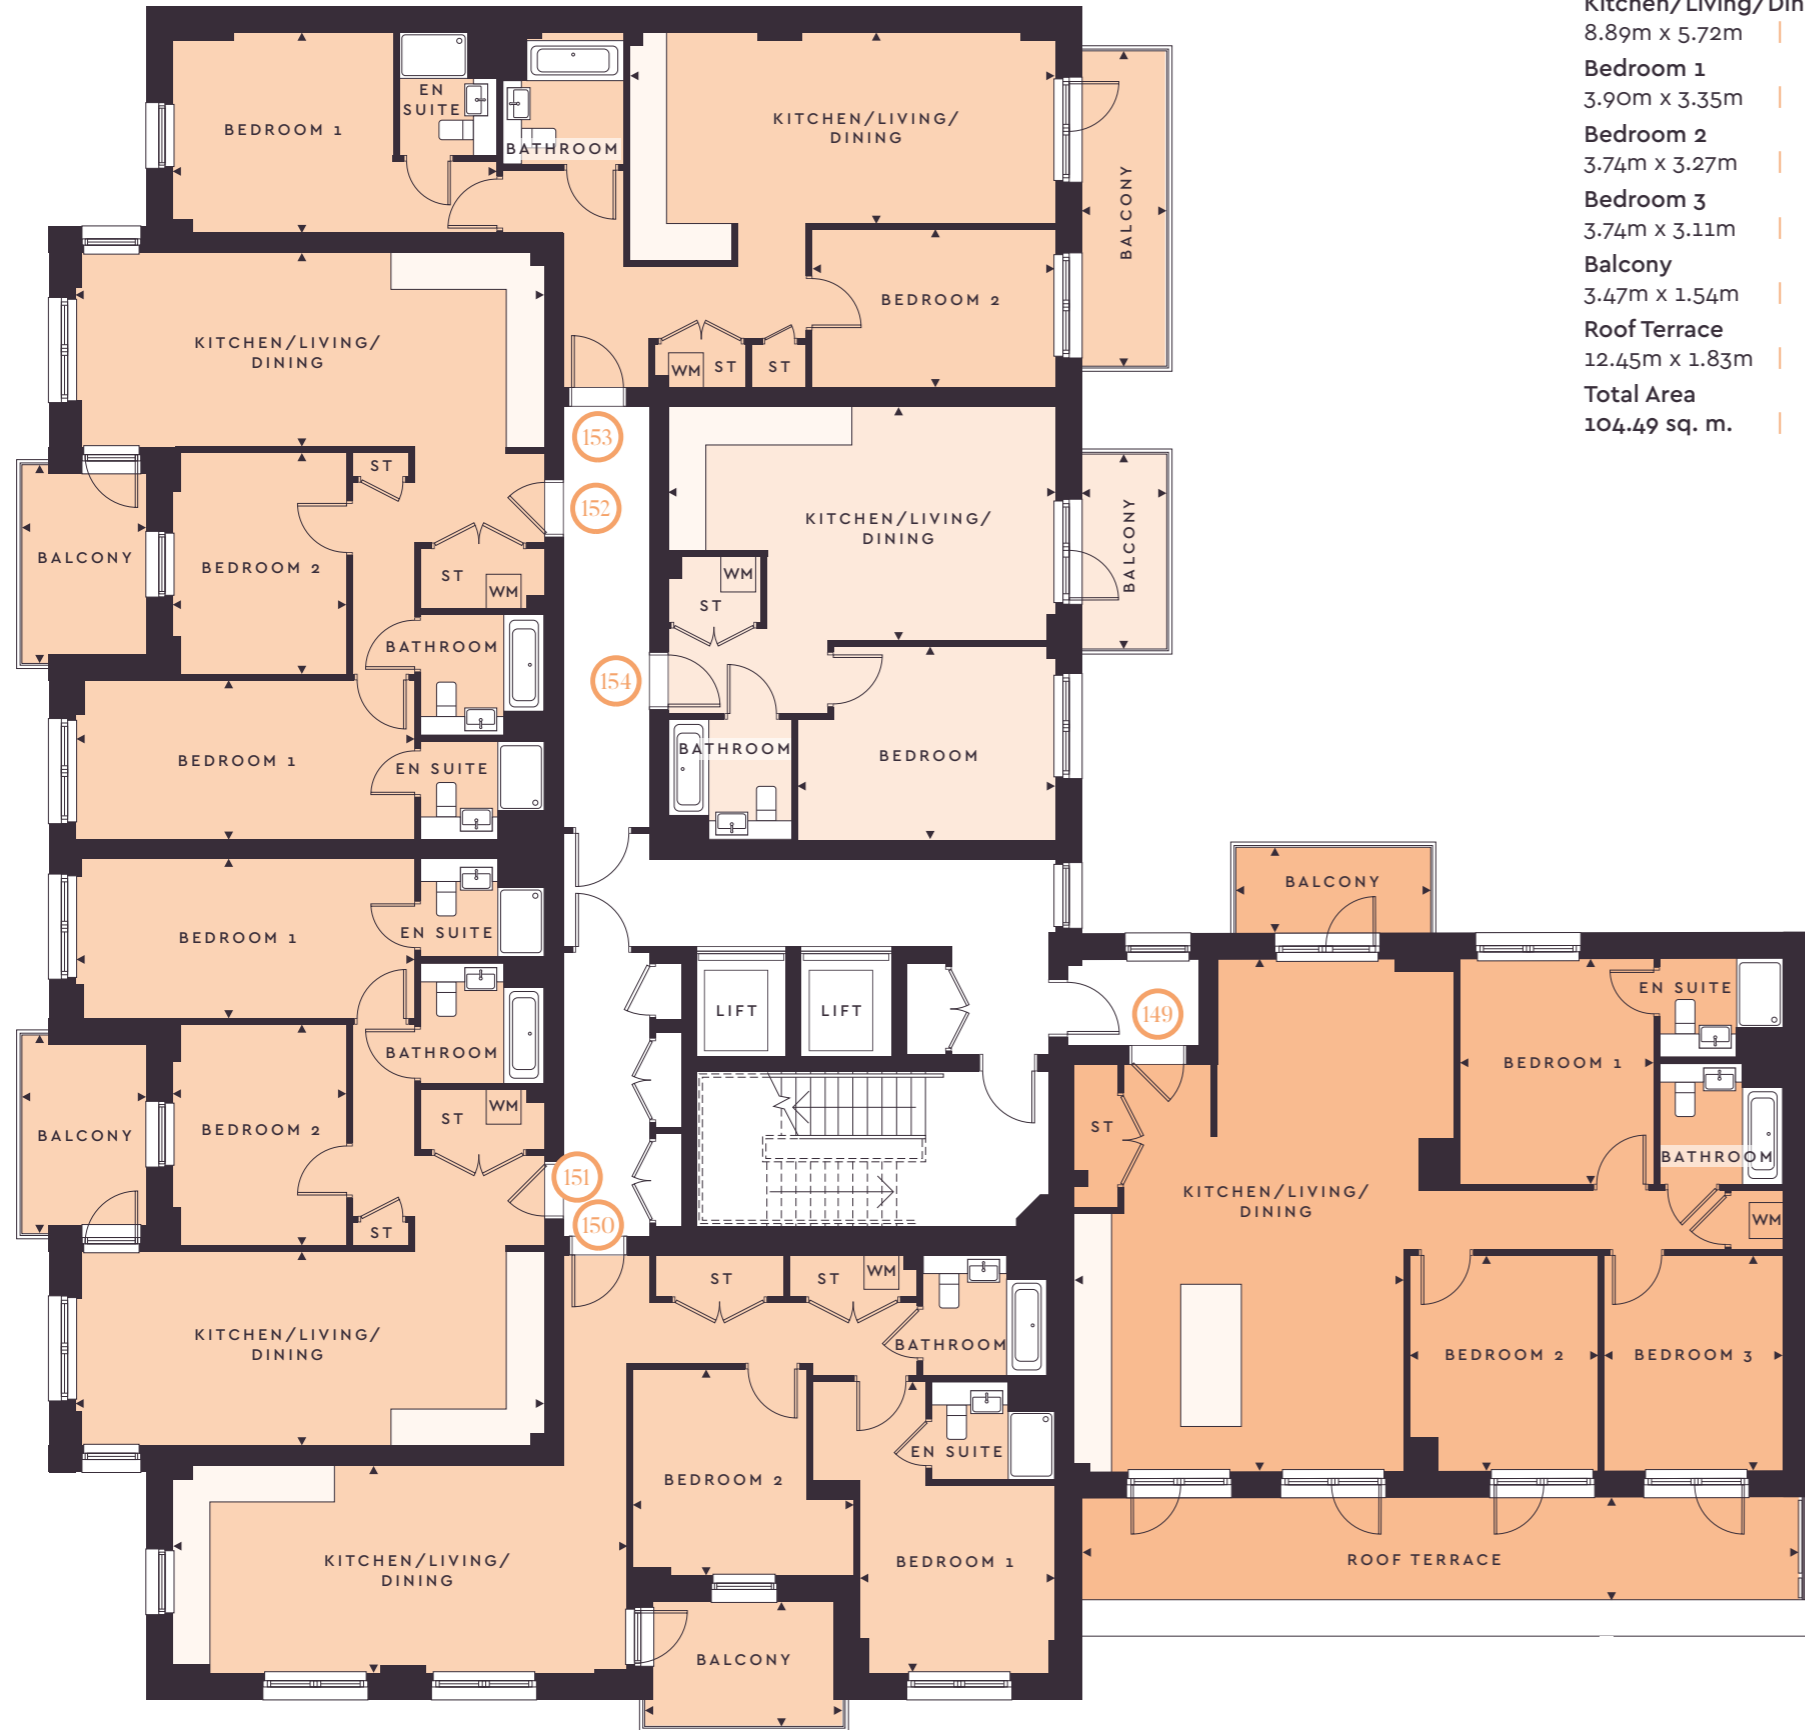 Kitchen/Living/Din
8.89m x 5.72m
Bedroom 1
3.90m x 3.35m
Bedroom 2
3.74m x 3.27m
Bedroom 3
3.74m x 3.11m
Balcony
3.47m x 1.54m
Roof Terrace
12.45m x 1.83m
Total Area
104.49 sq. m.
EN
SUITE
BEDROOM 1
BATHROOM
KITCHEN/LIVING/
DINING
BALCONY
BEDROOM 2
WM
ST
ST
153
KITCHEN/LIVING/
DINING
ST
152
BALCONY
BEDROOM 2
ST
WM
BATHROOM
BEDROOM 1
EN SUITE
KITCHEN/LIVING/
DINING
BALCONY
WM
ST
154
BATHROOM
BEDROOM
BEDROOM 1
EN SUITE
BATHROOM
BALCONY
BEDROOM 2
ST
WM
151
150
ST
KITCHEN/LIVING/
DINING
LIFT
LIFT
149
BALCONY
EN SUITE
BEDROOM 1
BATHROOM
ST
KITCHEN/LIVING/
DINING
WM
BEDROOM 2
BEDROOM 3
ROOF TERRACE
ST
ST
WM
BATHROOM
EN SUITE
BEDROOM 2
BEDROOM 1
KITCHEN/LIVING/
DINING
BALCONY